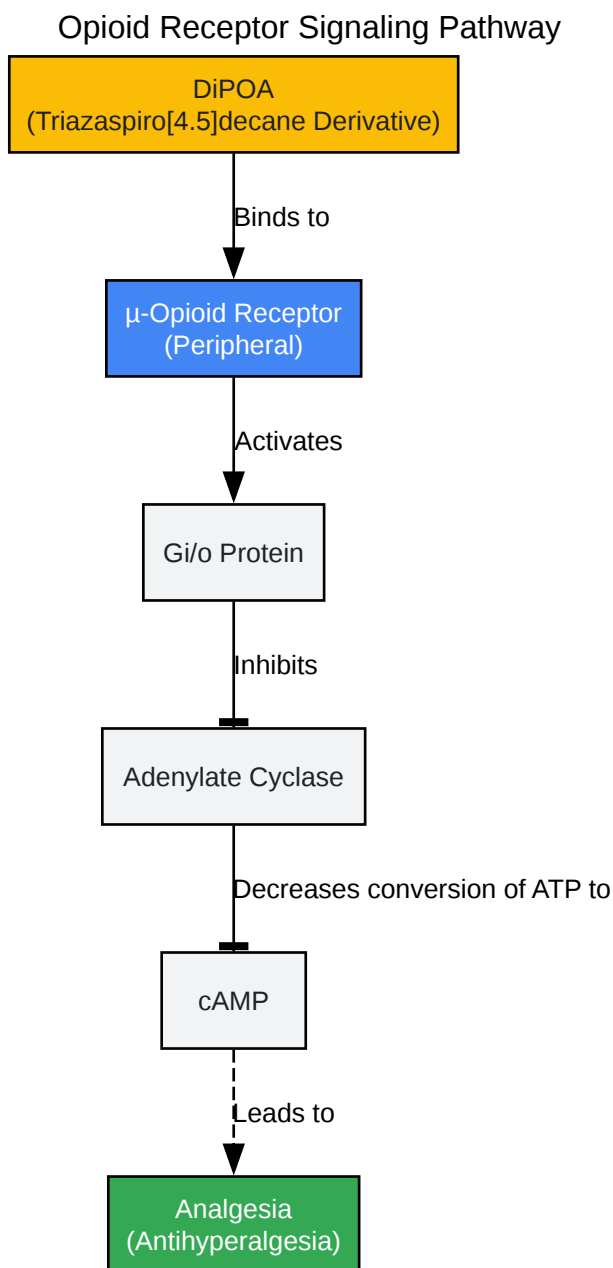 Opioid Receptor Signaling Pathway
DiPOA
(Triazaspiro[4.5]decane Derivative)
Binds to
µ-Opioid Receptor
(Peripheral)
Activates
Gi/o Protein
Inhibits
Adenylate Cyclase
Decreases conversion of ATP to
cAMP
Leads to
Analgesia
(Antihyperalgesia)